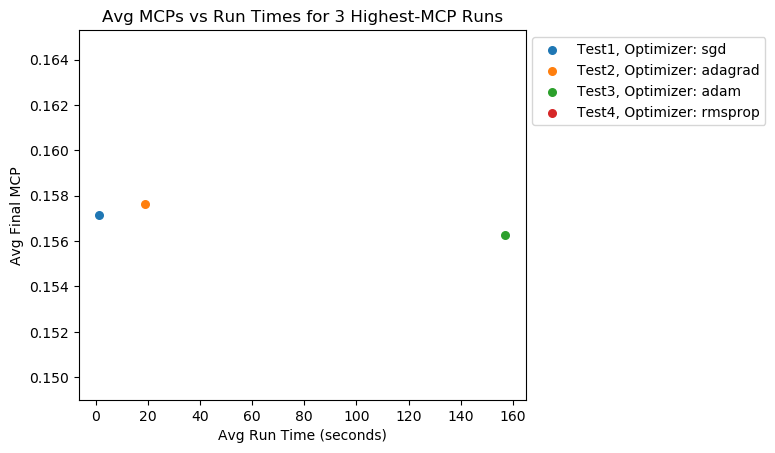 Avg MCPs vs Run Times for 3 Highest-MCP Runs
Test1, Optimizer: sgd
Test2, Optimizer: adagrad
Test3, Optimizer: adam
Test4, Optimizer: rmsprop
Avg Final MCP
0.164
0.162
0.160
0.158
0.156
0.154
0.152
0.150
0 20 40 60 80 100 120 140 160
Avg Run Time (seconds)